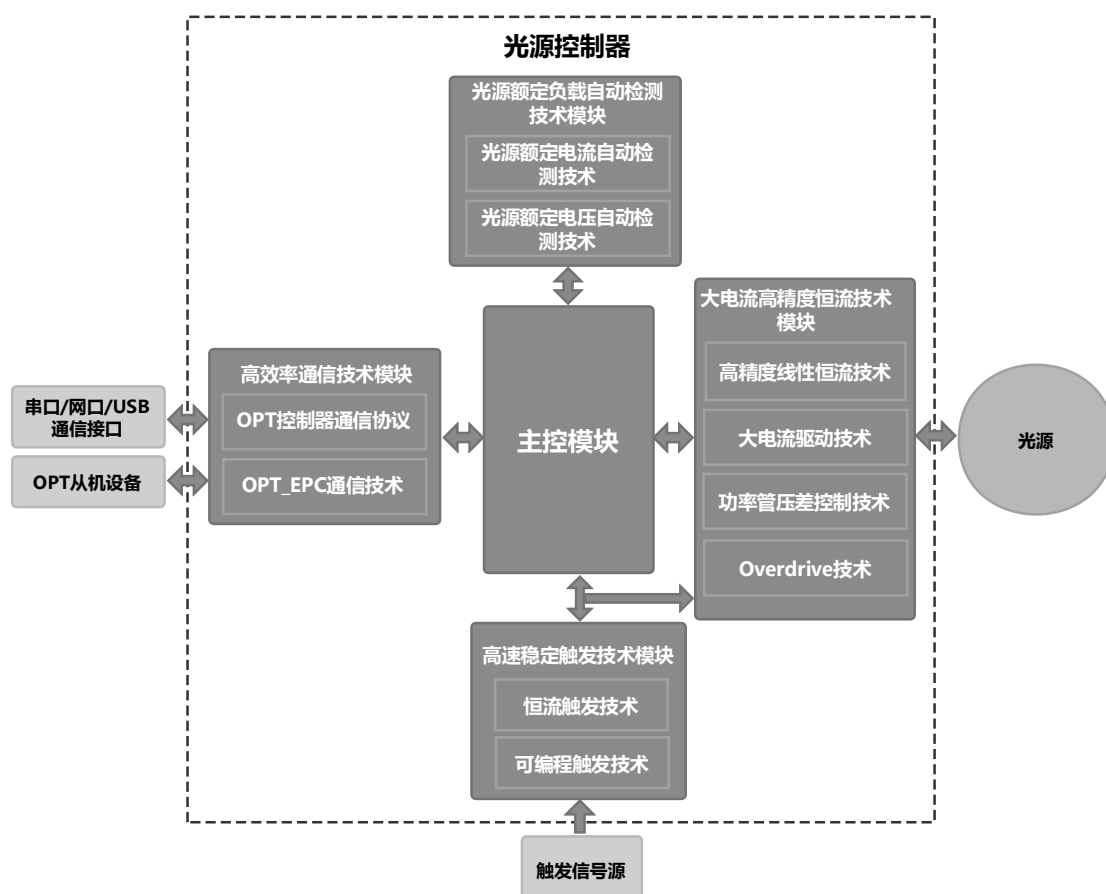 光源控制器
光源额定负载自动检测
技术模块
光源额定电流自动检
测技术
光源额定电压自动检
测技术
大电流高精度恒流技术
模块
高精度线性恒流技术
大电流驱动技术
功率管压差控制技术
Overdrive技术
高效率通信技术模块
OPT控制器通信协议
OPT_EPC通信技术
主控模块
串口/网口/USB
通信接口
OPT从机设备
光源
高速稳定触发技术模块
恒流触发技术
可编程触发技术
触发信号源